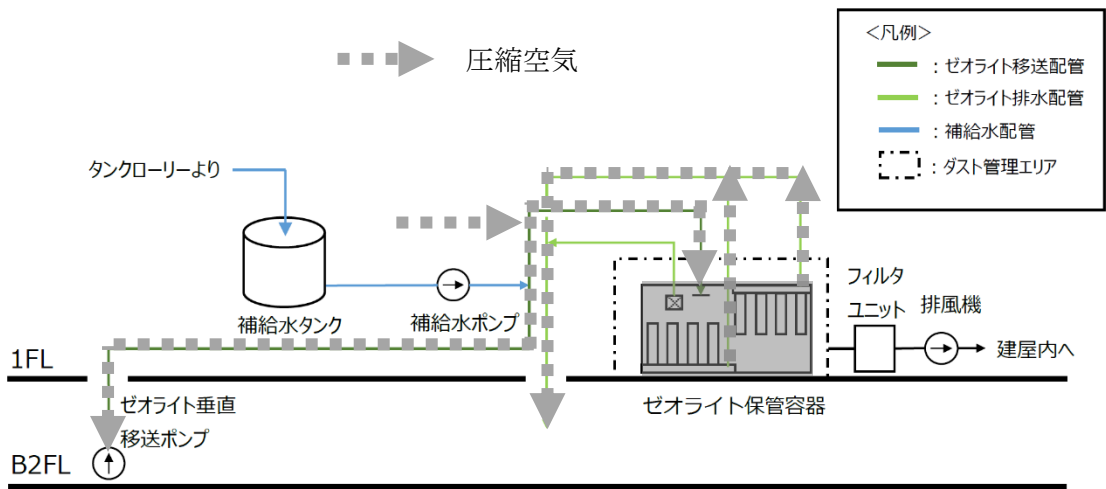 圧縮空気
＜凡例＞
：ゼオライト移送配管
：ゼオライト排水配管
：補給水配管
：ダスト管理エリア
タンクローリーより
補給水タンク
補給水ポンプ
フィルタ
ユニット
排風機
建屋内へ
1FL
ゼオライト保管容器
ゼオライト垂直
移送ポンプ
B2FL